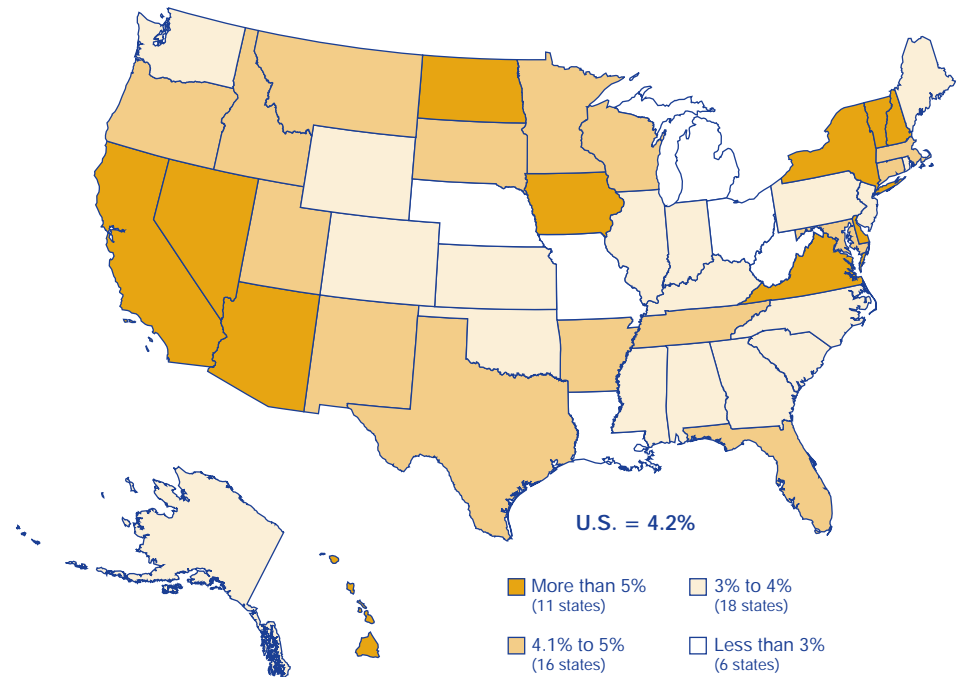 U.S. = 4.2%
More than 5%
(11 states)
3% to 4%
(18 states)
4.1% to 5%
(16 states)
Less than 3%
(6 states)